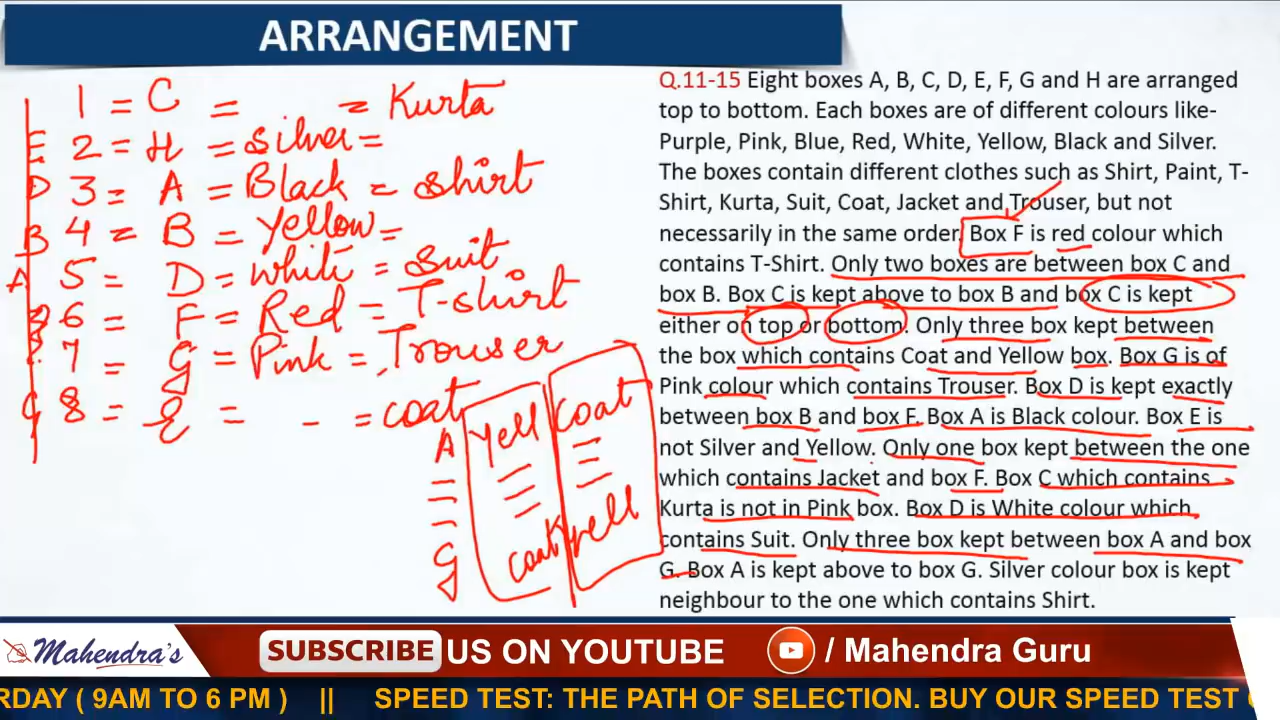 ARRANGEMENT
1 = C = = Kurta
2 = H = Silver =
3 = A = Black = Shirt
4 = B = Yellow =
5 = D = White = Suit
6 = F = Red = T-shirt
7 = G = Pink = Trouser
8 = E = - = coat
E
D
B
A
A
=
=
G
Yell
coat
Coat
yell
Q.11-15 Eight boxes A, B, C, D, E, F, G and H are arranged
top to bottom. Each boxes are of different colours like-
Purple, Pink, Blue, Red, White, Yellow, Black and Silver.
The boxes contain different clothes such as Shirt, Paint, T-
Shirt, Kurta, Suit, Coat, Jacket and Trouser, but not
necessarily in the same order. Box F is red colour which
contains T-Shirt. Only two boxes are between box C and
box B. Box C is kept above to box B and box C is kept
either on top or bottom. Only three box kept between
the box which contains Coat and Yellow box. Box G is of
Pink colour which contains Trouser. Box D is kept exactly
between box B and box F. Box A is Black colour. Box E is
not Silver and Yellow. Only one box kept between the one
which contains Jacket and box F. Box C which contains
Kurta is not in Pink box. Box D is White colour which
contains Suit. Only three box kept between box A and box
G. Box A is kept above to box G. Silver colour box is kept
neighbour to the one which contains Shirt.
Mahendra's
SUBSCRIBE US ON YOUTUBE
/ Mahendra Guru
RDAY ( 9AM TO 6 PM ) || SPEED TEST: THE PATH OF SELECTION. BUY OUR SPEED TEST